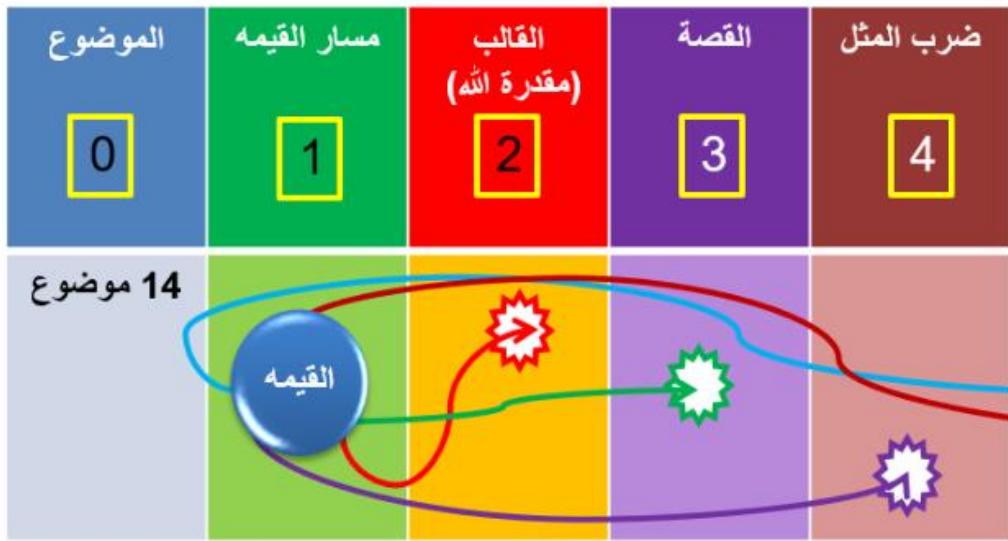 الموضوع
0
مسار القيمه
1
القالب
(مقدرة الله)
2
القصة
3
ضرب المثل
4
14 موضوع
القيمه